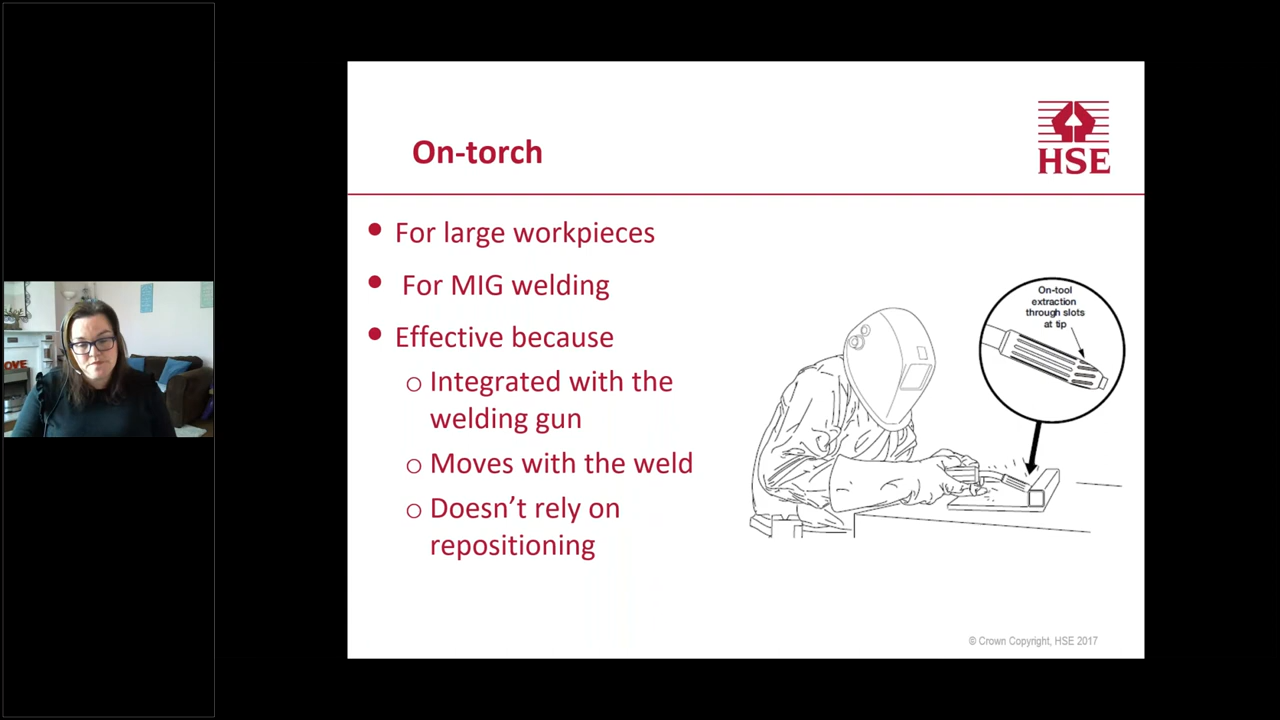 On-torch
HSE
For large workpieces
For MIG welding
Effective because
Integrated with the
welding gun
Moves with the weld
Doesn’t rely on
repositioning
On-tool
extraction
through slots
at tip
© Crown Copyright, HSE 2017
OVE